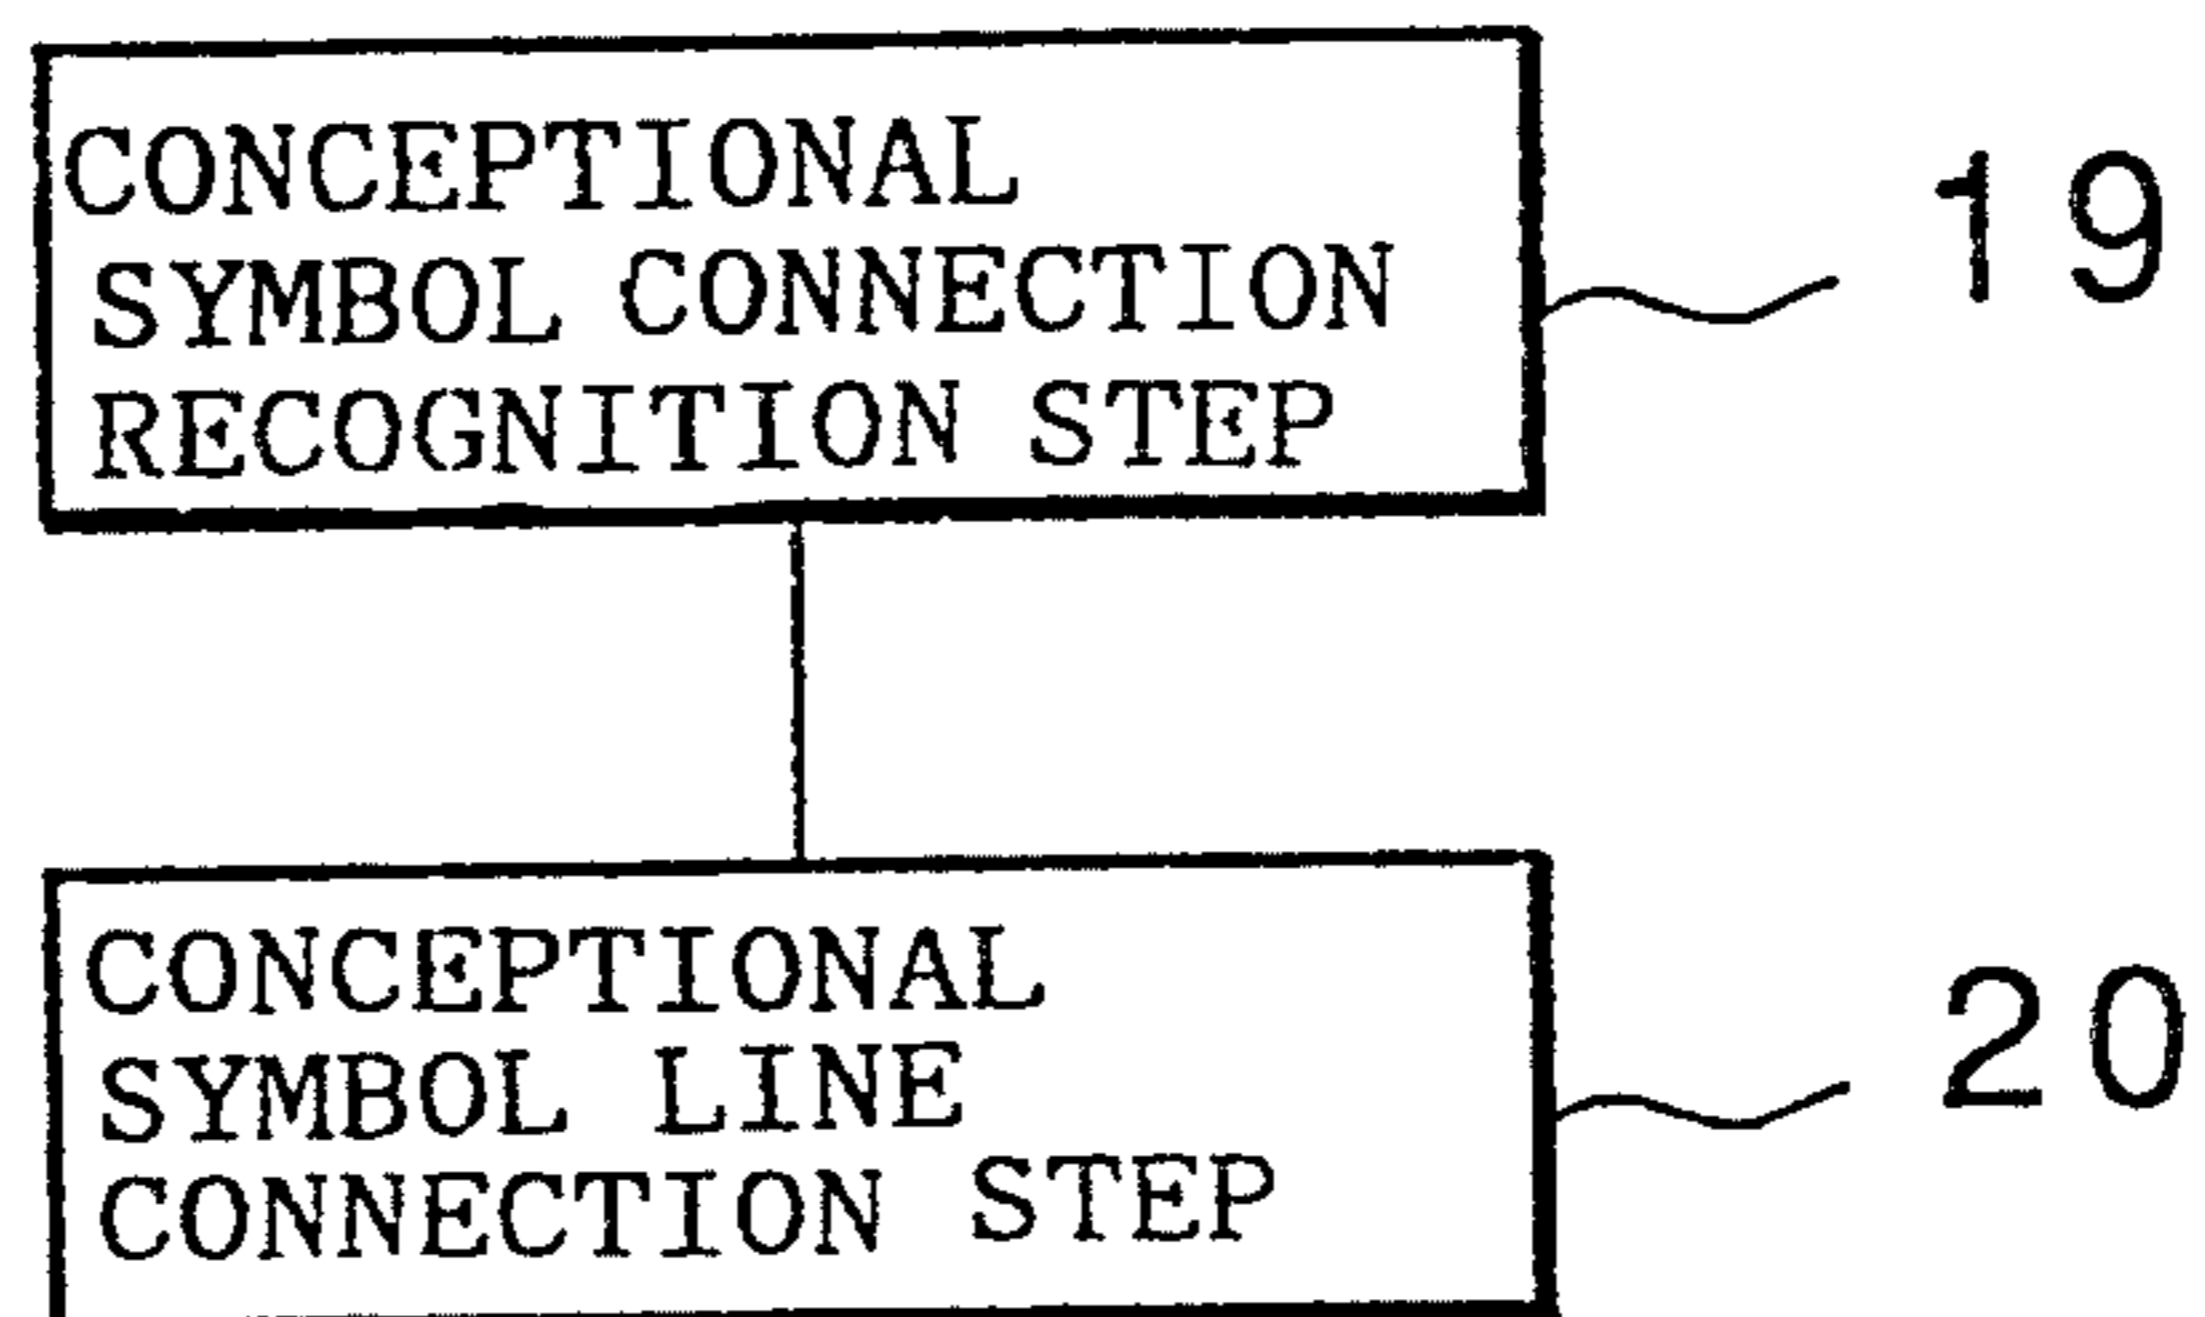 CONCEPTIONAL
SYMBOL CONNECTION
RECOGNITION STEP
19
CONCEPTIONAL
SYMBOL LINE
CONNECTION STEP
20